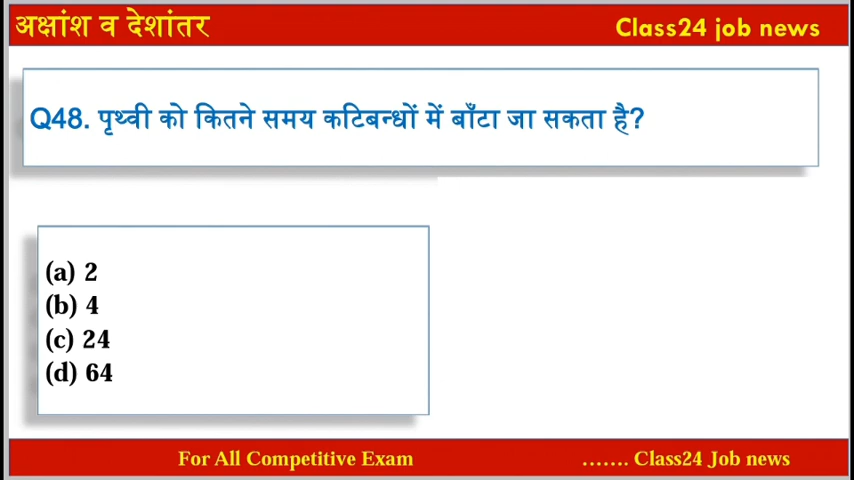 अक्षांश व देशांतर
Class24 job news
Q48. पृथ्वी को कितने समय कटिबन्धों में बाँटा जा सकता है?
(a) 2
(b) 4
(c) 24
(d) 64
For All Competitive Exam
....... Class24 Job news